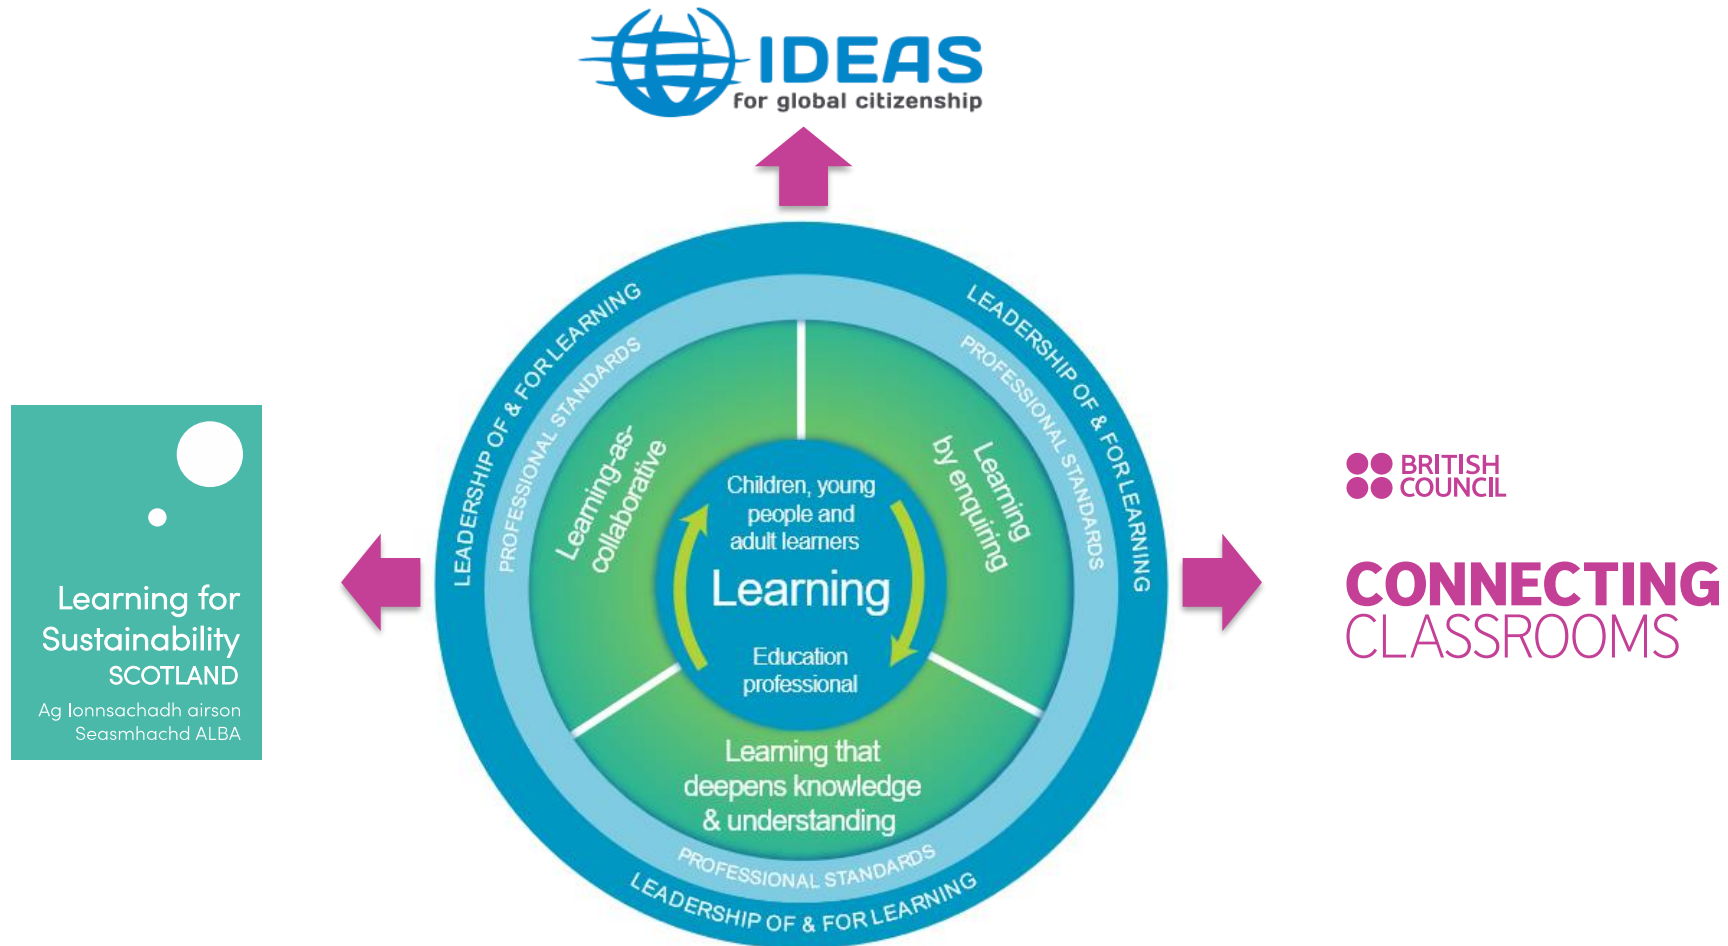 IDEAS
for global citizenship
LEADERSHIP OF & FOR LEARNING
LEADERSHIP OF & FOR LEARNING
PROFESSIONAL STANDARDS
PROFESSIONAL STANDARDS
Learning-as-
collaborative
Learning
by enquiring
Children, young
people and
adult learners
Learning
Education
professional
Learning that
deepens knowledge
& understanding
PROFESSIONAL STANDARDS
LEADERSHIP OF & FOR LEARNING
Learning for
Sustainability
SCOTLAND
Ag Ionnsachadh airson
Seasmhachd ALBA
BRITISH
COUNCIL
CONNECTING
CLASSROOMS